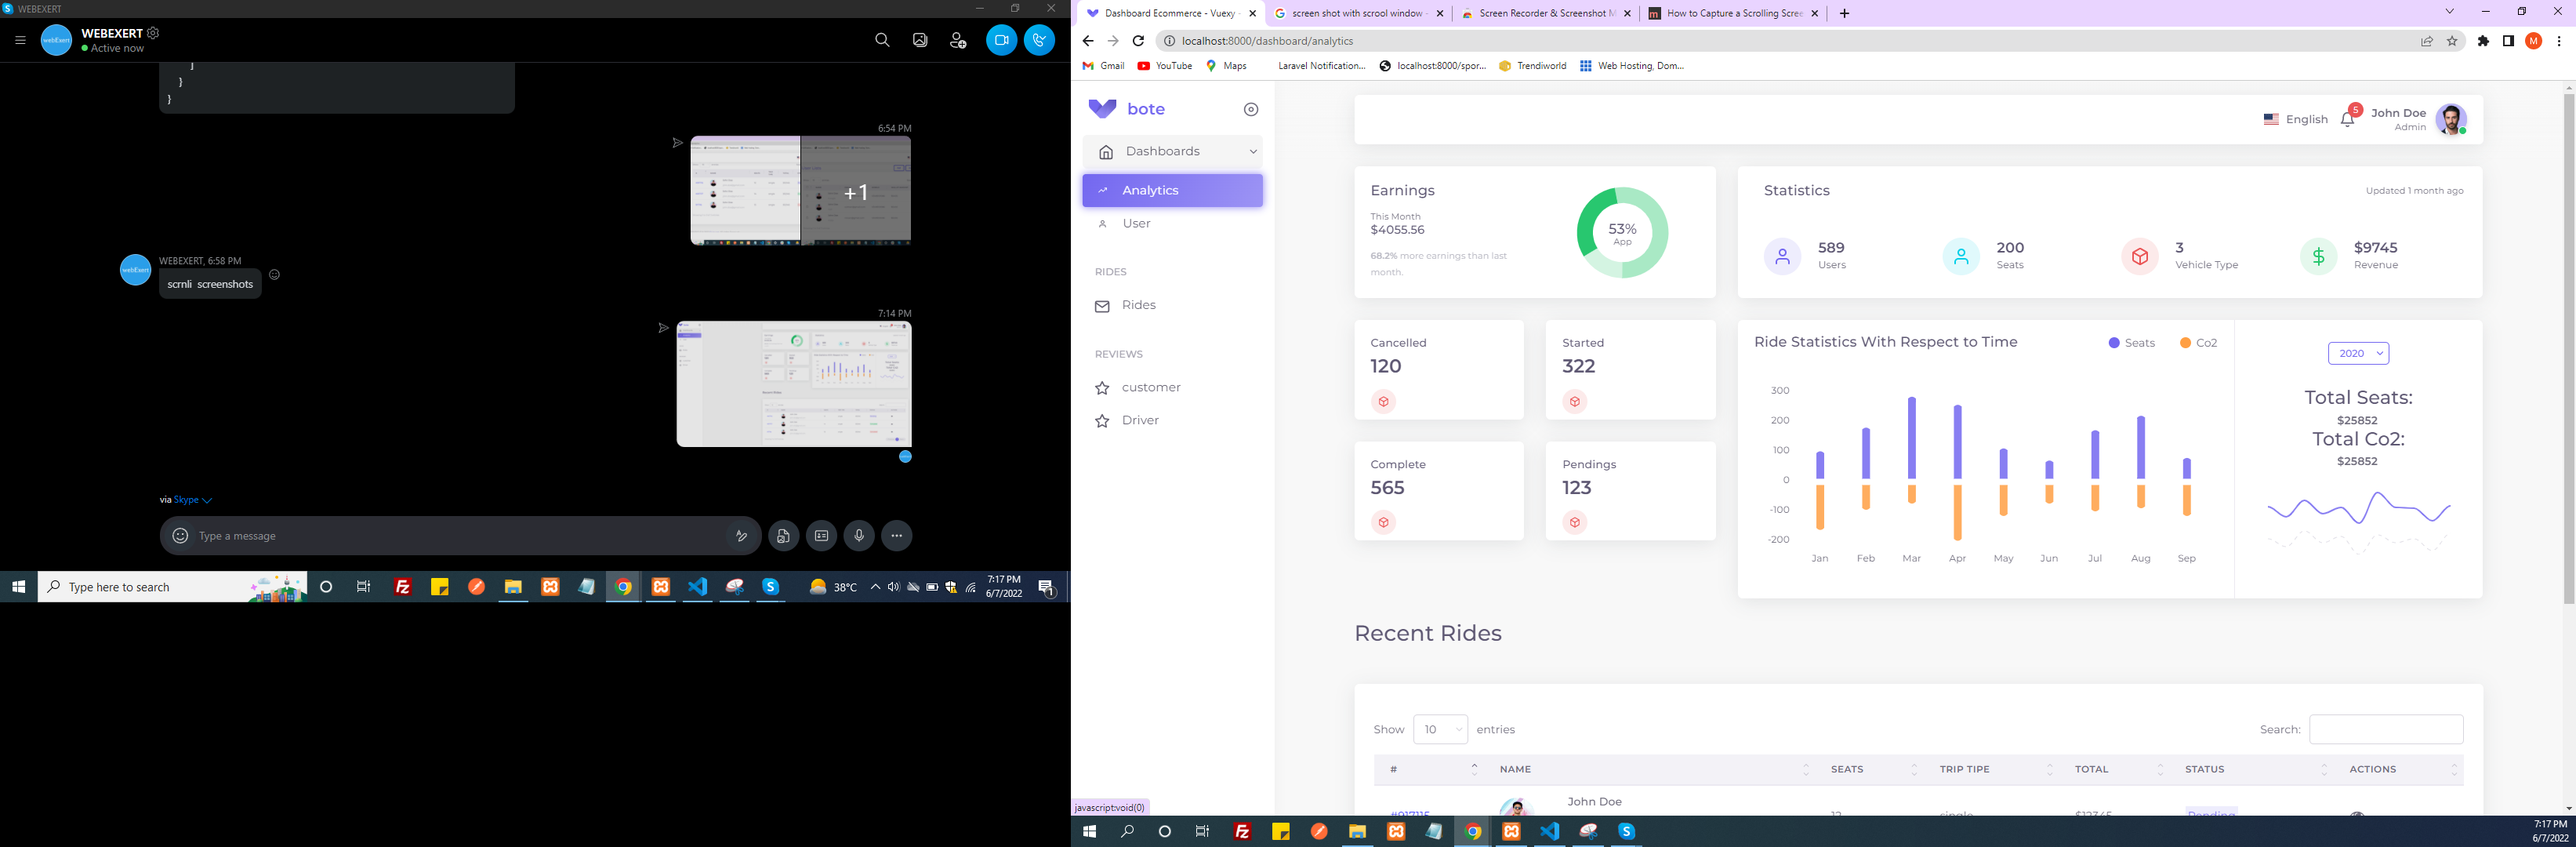 WEBEXERT
WEBEXERT
Active now
]
}
}
6:54 PM
+1
WEBEXERT, 6:58 PM
scrnli screenshots
7:14 PM
via Skype
Type a message
Type here to search
38°C
7:17 PM
6/7/2022
1
Dashboard Ecommerce - Vuexy -
screen shot with scrool window -
Screen Recorder & Screenshot M
How to Capture a Scrolling Scree
localhost:8000/dashboard/analytics
M
Gmail
YouTube
Maps
Laravel Notification...
localhost:8000/spor...
Trendiworld
Web Hosting, Dom...
bote
Dashboards
Analytics
User
RIDES
Rides
REVIEWS
customer
Driver
English
5
John Doe
Admin
Earnings
This Month
$4055.56
68.2% more earnings than last
month.
53%
App
Statistics
Updated 1 month ago
589
Users
200
Seats
3
Vehicle Type
$9745
Revenue
Cancelled
120
Started
322
Complete
565
Pendings
123
Ride Statistics With Respect to Time
Seats
Co2
300
200
100
0
-100
-200
Jan Feb Mar Apr May Jun Jul Aug Sep
2020
Total Seats:
$25852
Total Co2:
$25852
Recent Rides
Show 10 entries
Search:
# NAME SEATS TRIP TIPE TOTAL STATUS ACTIONS
John Doe
#917115 12 single $12345 Pending
javascript:void(0)
7:17 PM
6/7/2022